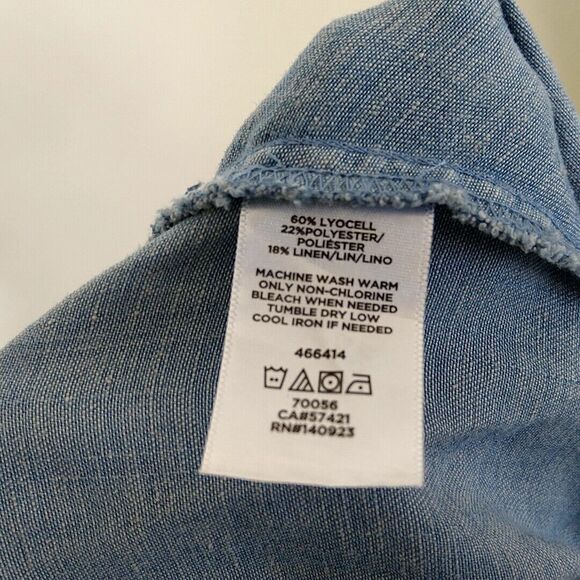 60% LYOCELL
22%POLYESTER/
POLIÉSTER
18% LINEN/LIN/LINO
MACHINE WASH WARM
ONLY NON-CHLORINE
BLEACH WHEN NEEDED
TUMBLE DRY LOW
COOL IRON IF NEEDED
466414
70056
CA#57421
RN#140923